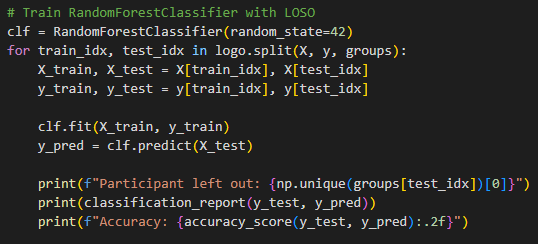 # Train RandomForestClassifier with LOSO
clf = RandomForestClassifier(random_state=42)
for train_idx, test_idx in logo.split(X, y, groups):
    X_train, X_test = X[train_idx], X[test_idx]
    y_train, y_test = y[train_idx], y[test_idx]

    clf.fit(X_train, y_train)
    y_pred = clf.predict(X_test)

    print(f"Participant left out: {np.unique(groups[test_idx])[0]}")
    print(classification_report(y_test, y_pred))
    print(f"Accuracy: {accuracy_score(y_test, y_pred):.2f}")